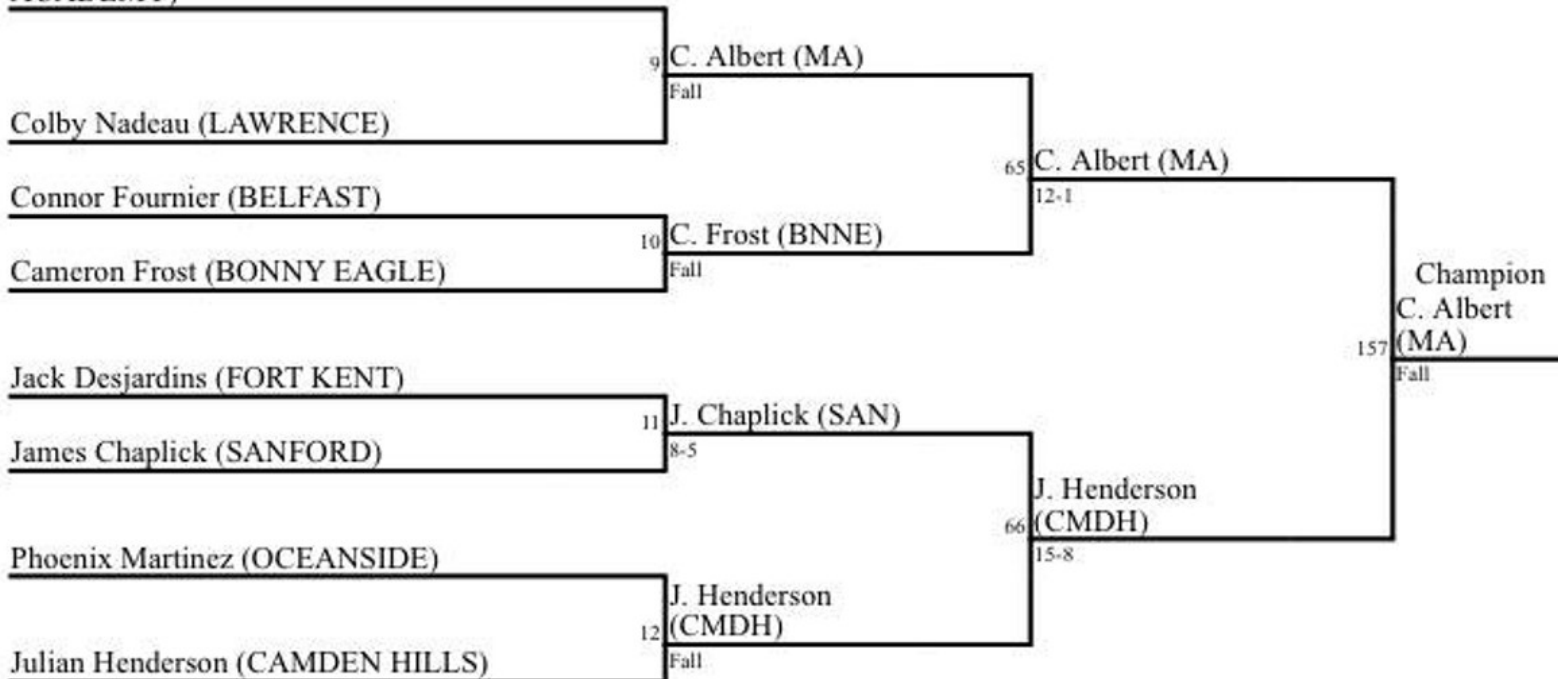 9 C. Albert (MA)
Fall
Colby Nadeau (LAWRENCE)
65 C. Albert (MA)
12-1
Connor Fournier (BELFAST)
10 C. Frost (BNNE)
Fall
Cameron Frost (BONNY EAGLE)
Champion
C. Albert
157 (MA)
Fall
Jack Desjardins (FORT KENT)
11 J. Chaplick (SAN)
8-5
James Chaplick (SANFORD)
J. Henderson
66 (CMDH)
15-8
Phoenix Martinez (OCEANSIDE)
J. Henderson
12 (CMDH)
Fall
Julian Henderson (CAMDEN HILLS)